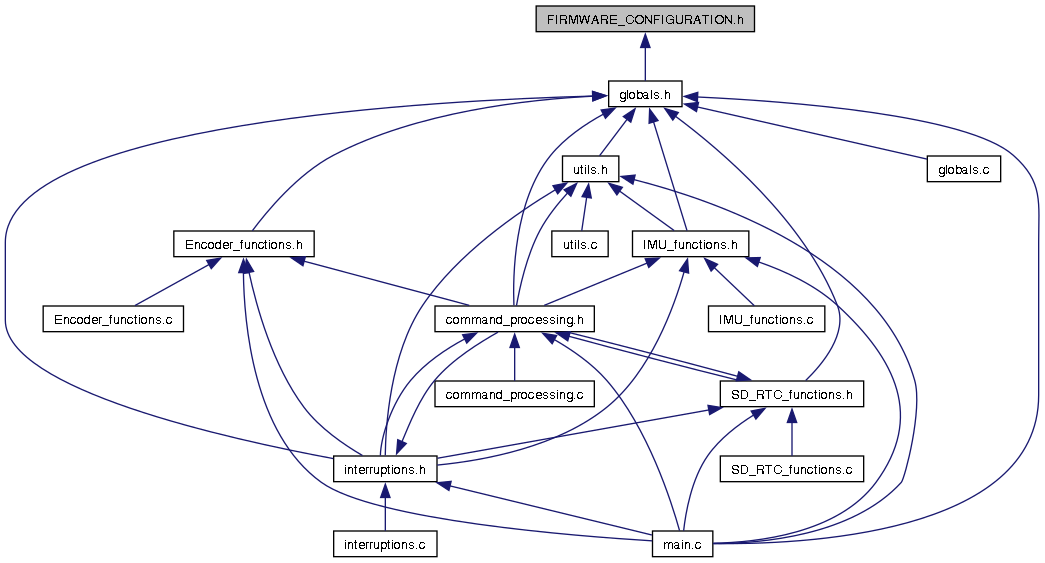 FIRMWARE_CONFIGURATION.h
globals.h
utils.h
globals.c
Encoder_functions.h
utils.c
IMU_functions.h
Encoder_functions.c
command_processing.h
IMU_functions.c
command_processing.c
SD_RTC_functions.h
interruptions.h
SD_RTC_functions.c
interruptions.c
main.c